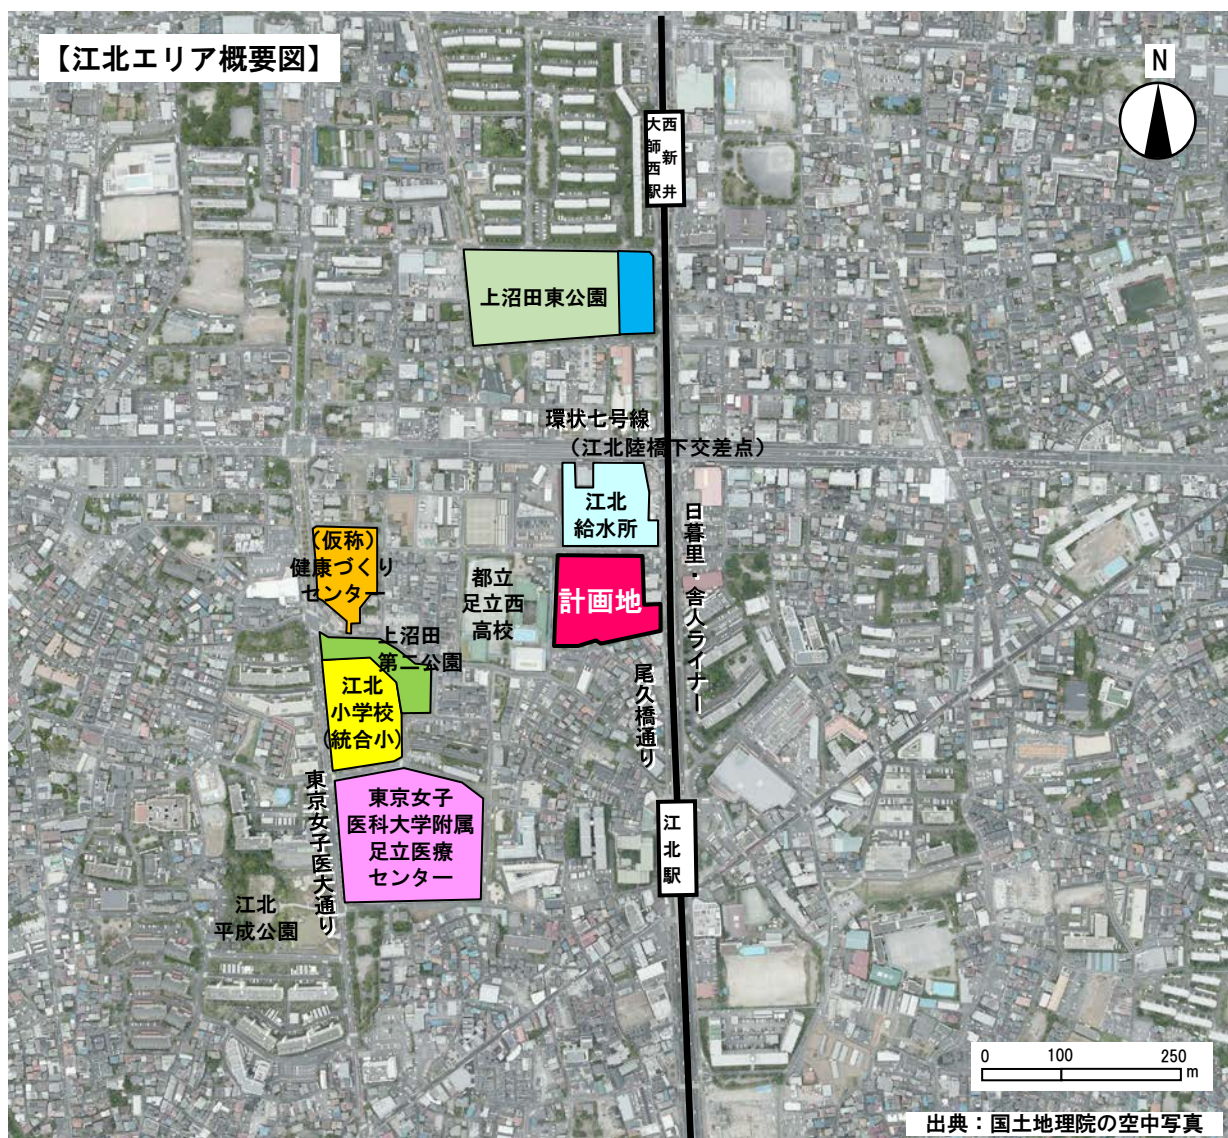 【江北エリア概要図】
N
西新井
大師西駅
上沼田東公園
環状七号線
（江北陸橋下交差点）
江北
給水所
日暮里・舎人ライナー
（仮称）
健康づくり
センター
都立
足立西
高校
計画地
上沼田
第二公園
尾久橋通り
江北
小学校
（統合小）
東京女子医大通り
東京女子
医科大学附属
足立医療
センター
江北駅
江北
平成公園
0 100 250
m
出典：国土地理院の空中写真